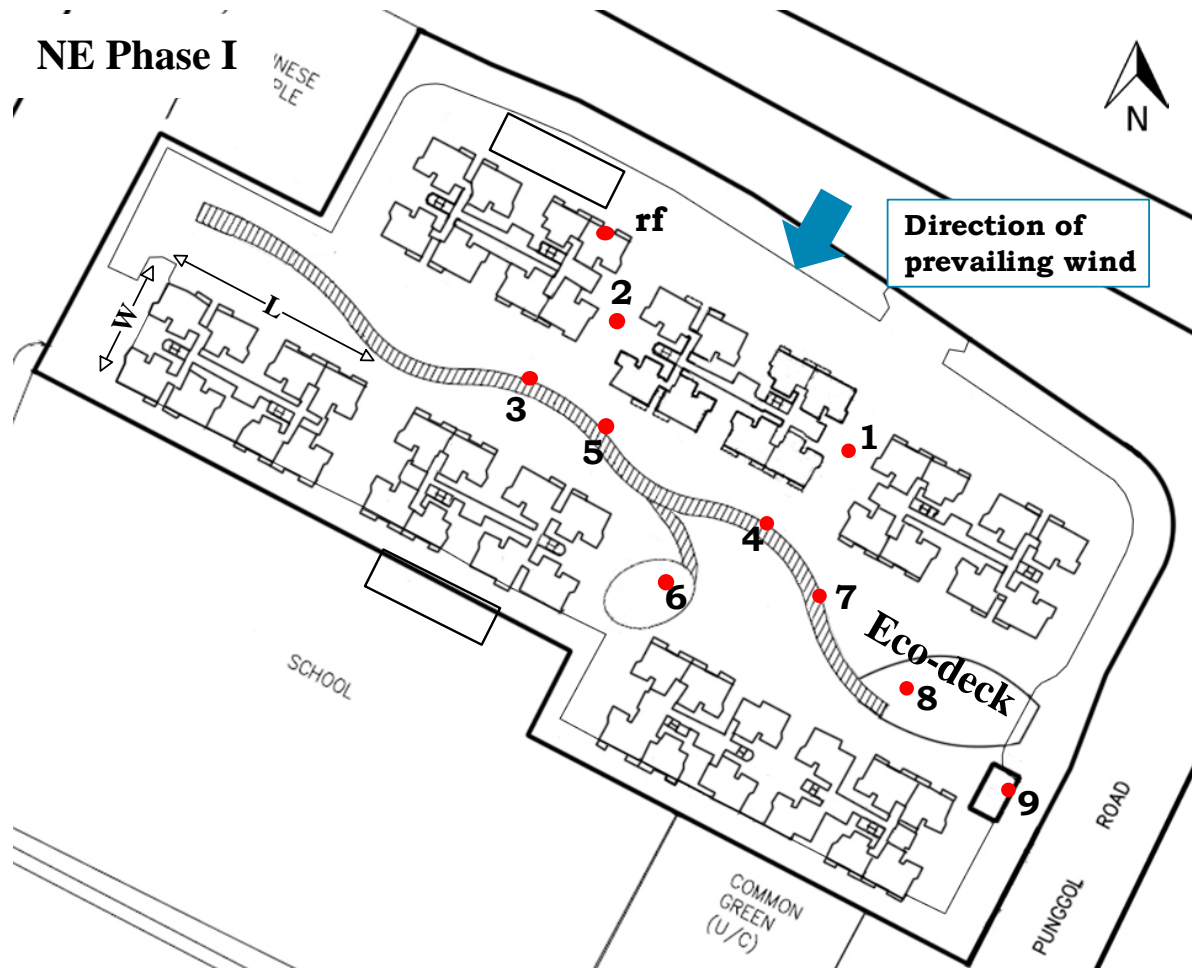 NE Phase I
N
rf
Direction of
prevailing wind
2
W
L
3
5
1
4
6
7
Eco-deck
8
SCHOOL
9
ROAD
PUNGGOL
COMMON
GREEN
(U/C)